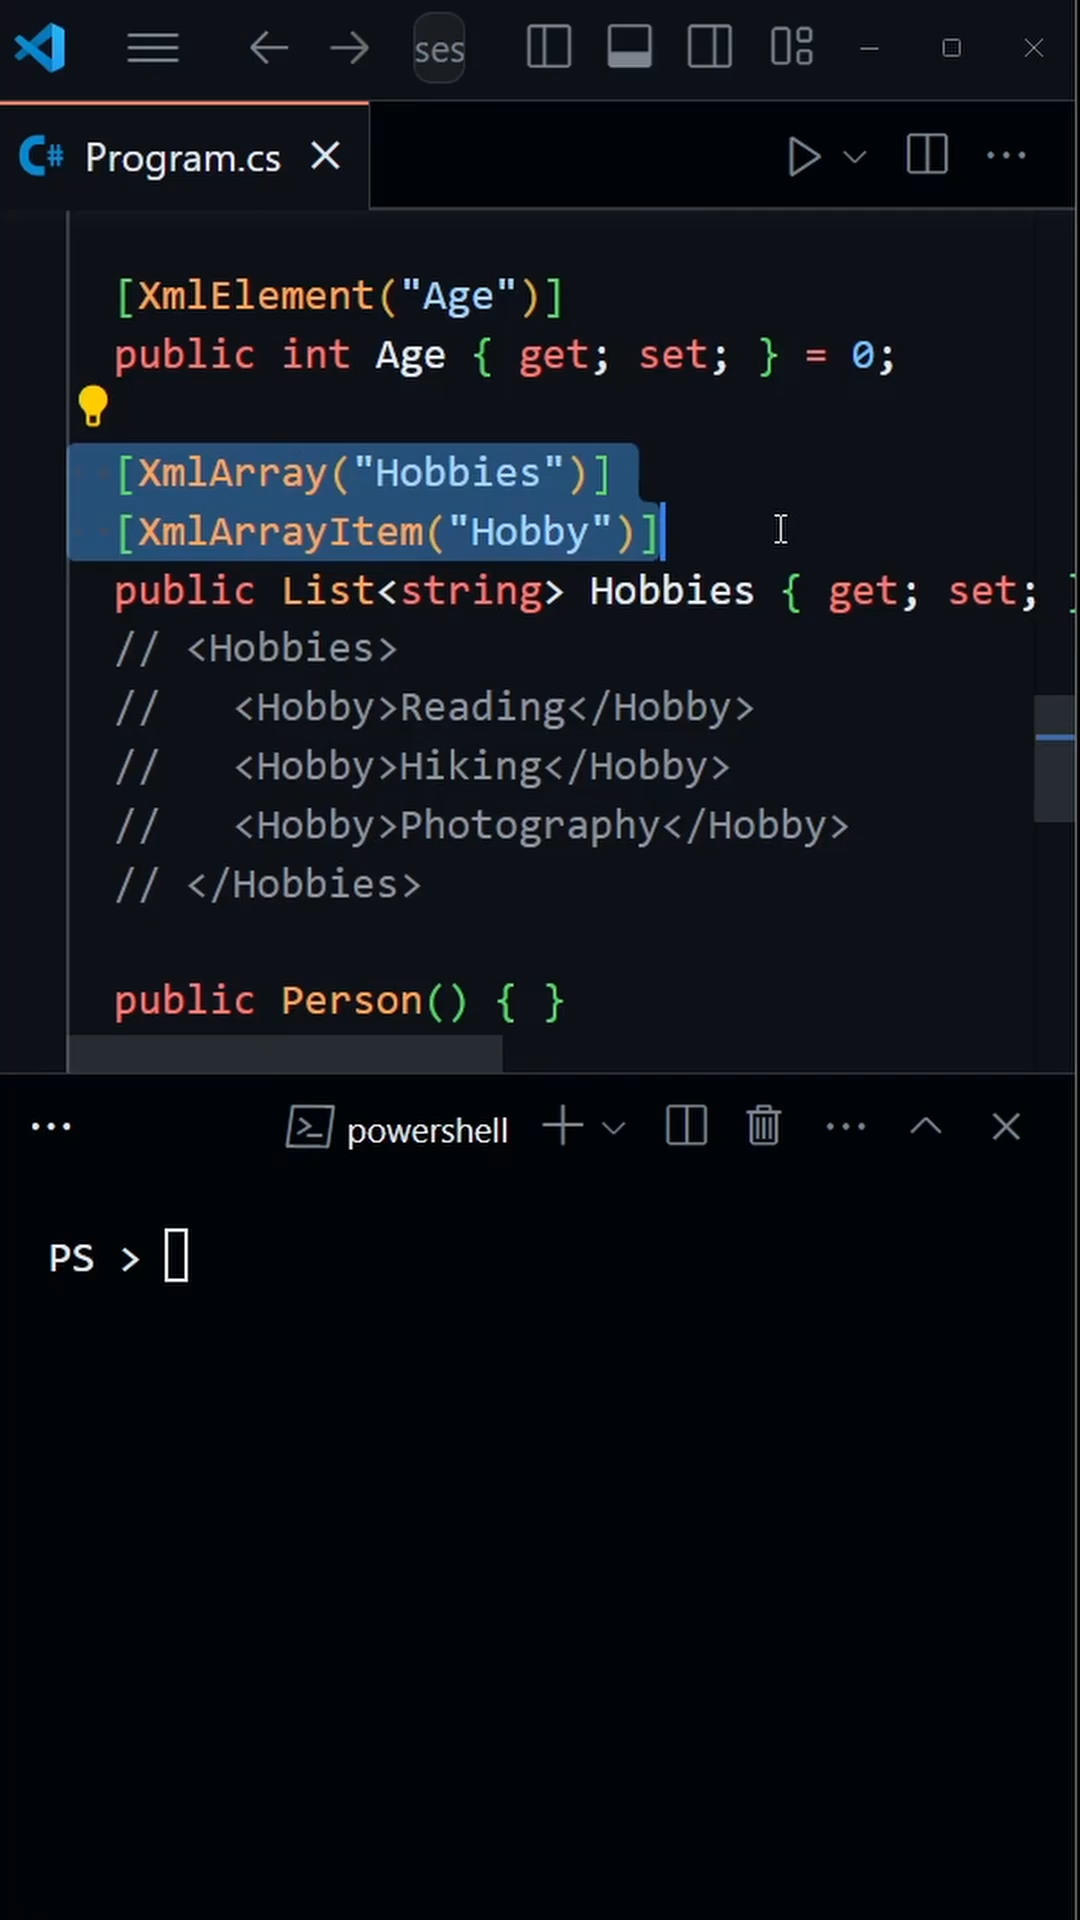 ses
C# Program.cs
[XmlElement("Age")]
public int Age { get; set; } = 0;
[XmlArray("Hobbies")]
[XmlArrayItem("Hobby")]
public List<string> Hobbies { get; set; }
// <Hobbies>
//   <Hobby>Reading</Hobby>
//   <Hobby>Hiking</Hobby>
//   <Hobby>Photography</Hobby>
// </Hobbies>
public Person() { }
powershell
PS >